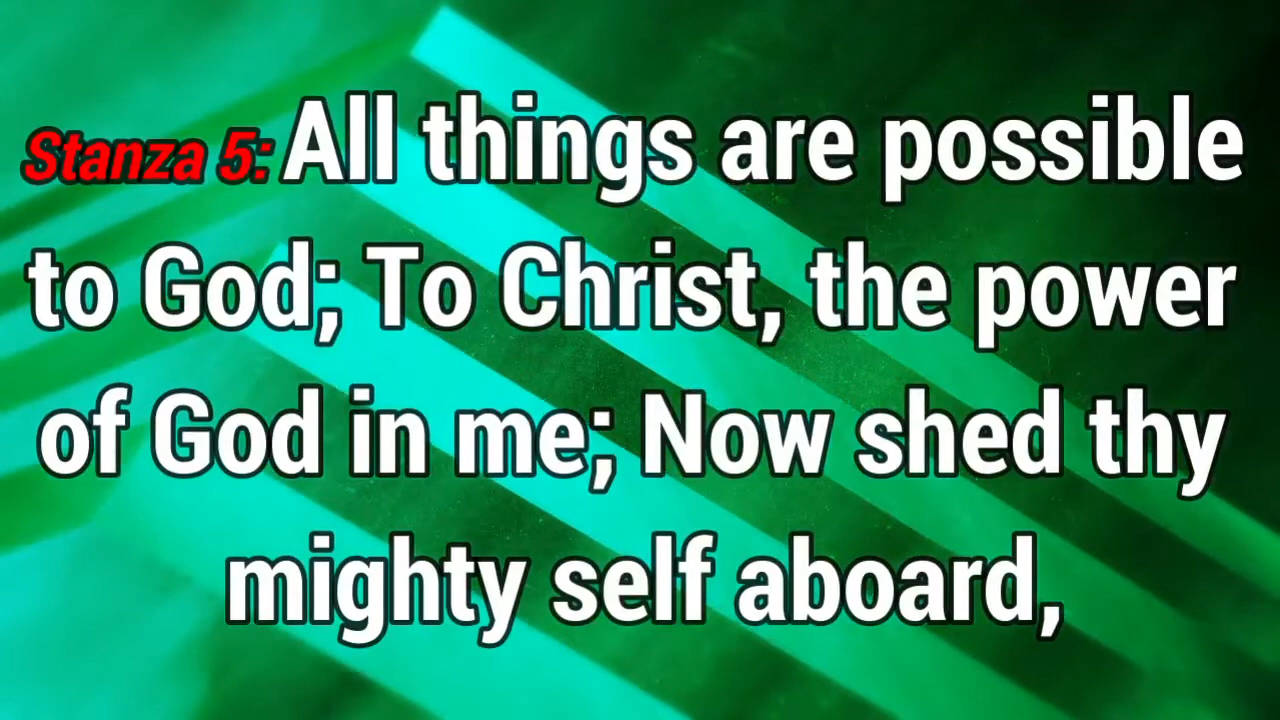 Stanza 5: All things are possible
to God; To Christ, the power
of God in me; Now shed thy
mighty self aboard,